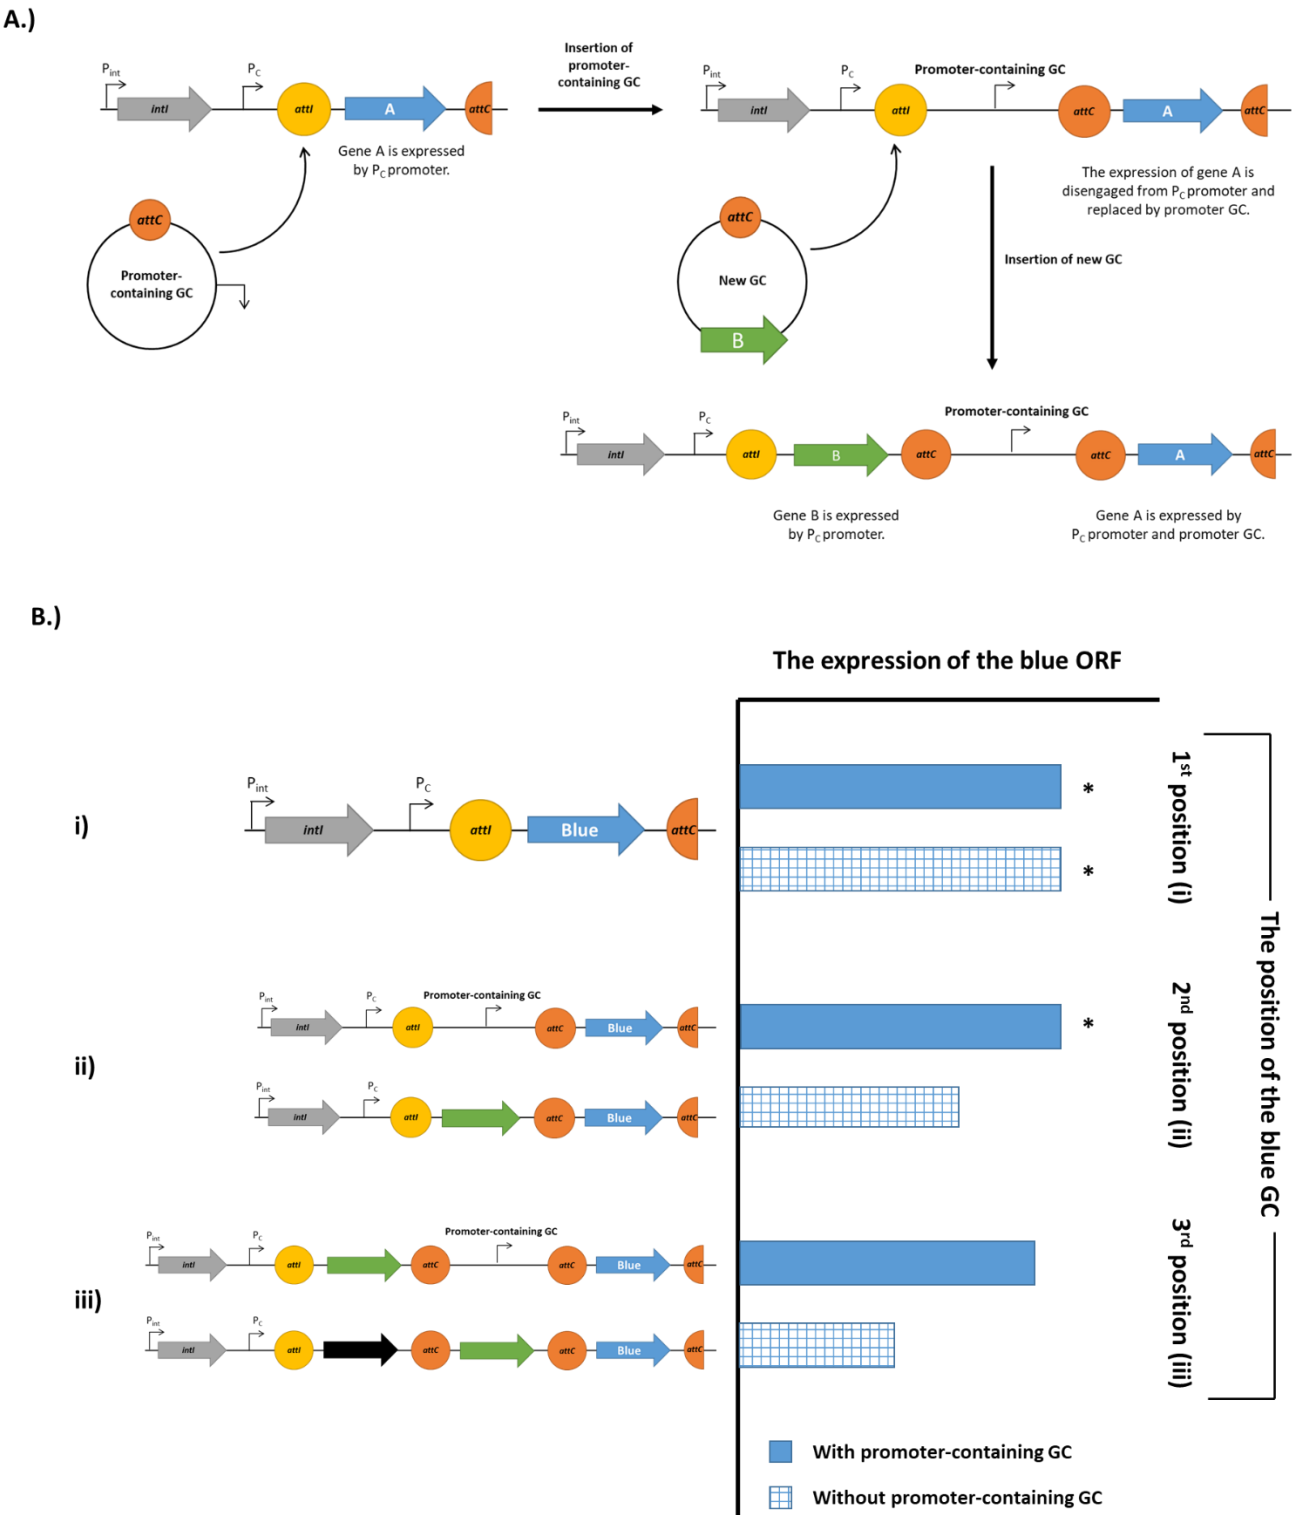 A.)
Pint
PC
intI
attI
A
attC
Gene A is expressed
by PC promoter.
attC
Promoter-
containing GC
Insertion of
promoter-
containing GC
Pint
PC
Promoter-containing GC
intI
attI
attC
A
attC
The expression of gene A is
disengaged from PC promoter and
replaced by promoter GC.
attC
New GC
B
Insertion of new GC
Pint
PC
Promoter-containing GC
intI
attI
B
attC
attC
A
attC
Gene B is expressed
by PC promoter.
Gene A is expressed by
PC promoter and promoter GC.
B.)
The expression of the blue ORF
i)
Pint
PC
intI
attI
Blue
attC
*
*
1st position (i)
ii)
Pint
PC
Promoter-containing GC
intI
attI
attC
Blue
attC
*
Pint
PC
intI
attI
attC
Blue
attC
2nd position (ii)
iii)
Pint
PC
Promoter-containing GC
intI
attI
attC
attC
Blue
attC
Pint
PC
intI
attI
attC
attC
Blue
attC
3rd position (iii)
The position of the blue GC
With promoter-containing GC
Without promoter-containing GC